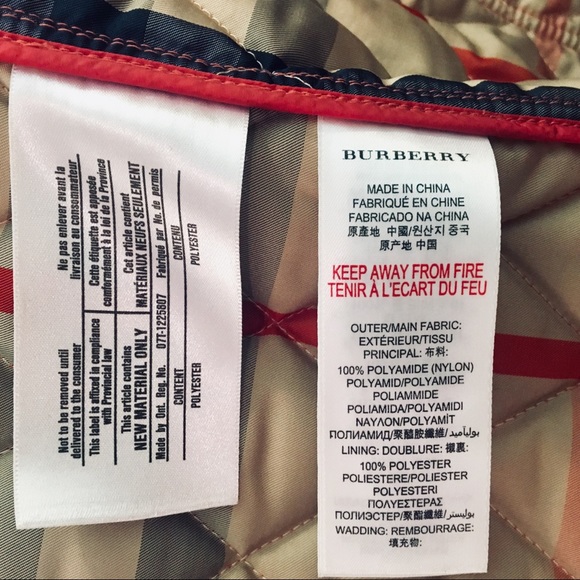 Not to be removed until
delivered to the consumer
Ne pas enlever avant la
livraison au consommateur
This label is affixed in compliance
with Provincial law
Cette étiquette est apposée
conformément à la loi de la Province
This article contains
NEW MATERIAL ONLY
Cet article contient
MATÉRIAUX NEUFS SEULEMENT
Made by Ont. Reg. No. 07T-1225807 Fabriqué par No. de permis
CONTENT CONTENU
POLYESTER POLYESTER
BURBERRY
MADE IN CHINA
FABRIQUÉ EN CHINE
FABRICADO NA CHINA
原產地 中國/원산지 중국
原产地 中国
KEEP AWAY FROM FIRE
TENIR À L'ECART DU FEU
OUTER/MAIN FABRIC:
EXTÉRIEUR/TISSU
PRINCIPAL: 布料:
100% POLYAMIDE (NYLON)
POLYAMID/POLYAMIDE
POLIAMMIDE
POLIAMIDA/POLYAMIDI
ΝΑΥΛΟΝ/POLYAMİT
ПОЛИАМИД/聚醯胺纖維/بولياميد
LINING: DOUBLURE: 襯裏:
100% POLYESTER
POLIESTERE/POLIÉSTER
POLYESTERI
ΠΟΛΥΕΣΤΕΡΑΣ
ПОЛИЭСТЕР/聚酯纖維/بوليستر
WADDING: REMBOURRAGE:
填充物: